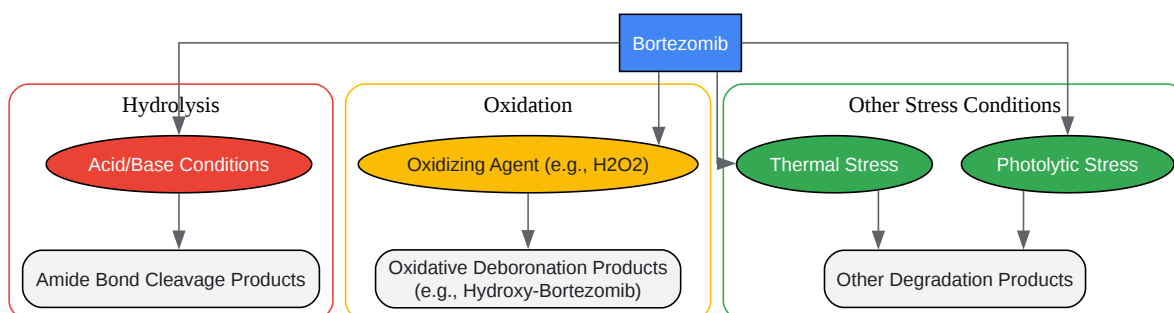 Bortezomib
Hydrolysis
Oxidation
Other Stress Conditions
Acid/Base Conditions
Oxidizing Agent (e.g., H2O2)
Thermal Stress
Photolytic Stress
Amide Bond Cleavage Products
Oxidative Deboronation Products
(e.g., Hydroxy-Bortezomib)
Other Degradation Products